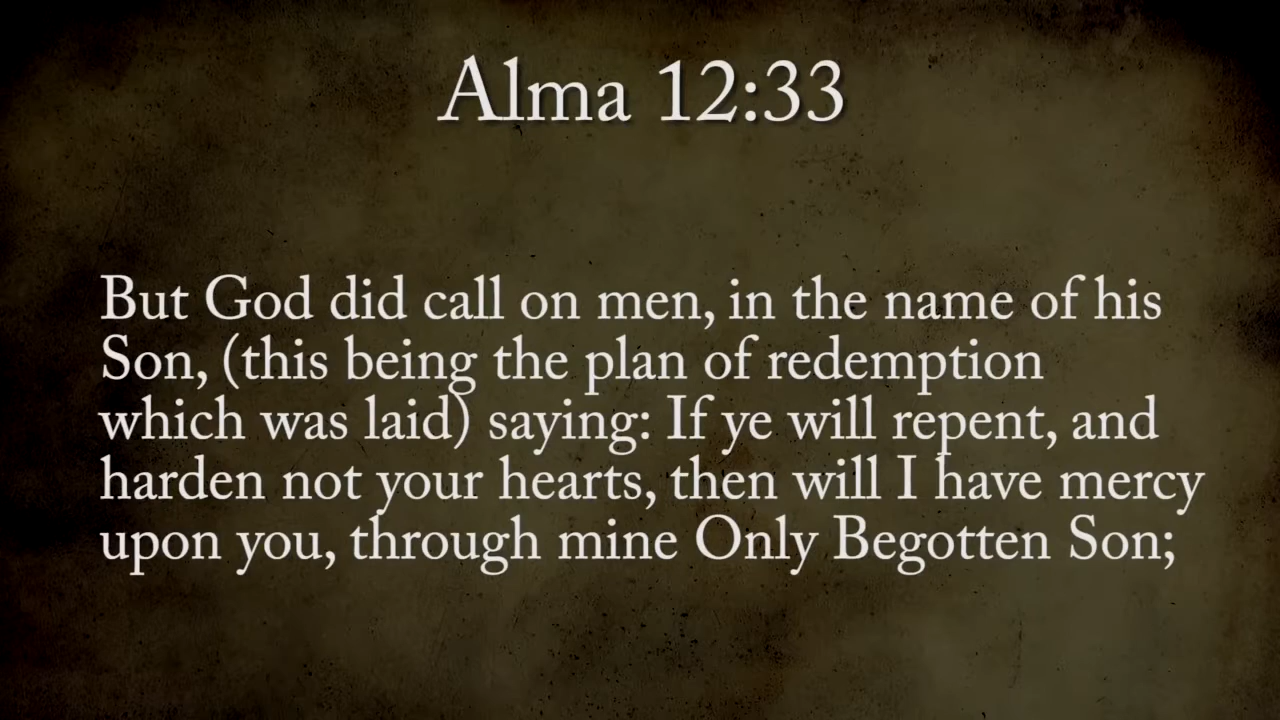 Alma 12:33
But God did call on men, in the name of his
Son, (this being the plan of redemption
which was laid) saying: If ye will repent, and
harden not your hearts, then will I have mercy
upon you, through mine Only Begotten Son;